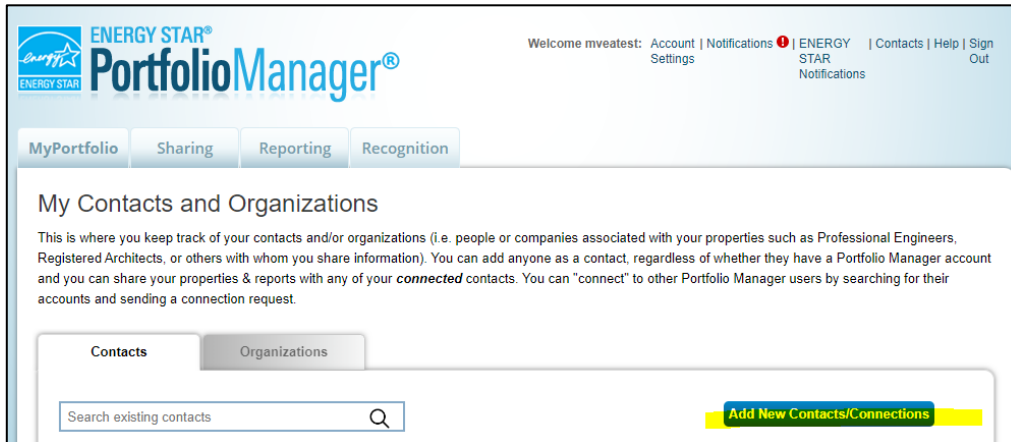 ENERGY STAR®
PortfolioManager®
energy
ENERGY STAR
Welcome mveatest: Account | Notifications ! | ENERGY | Contacts | Help | Sign
Settings STAR Out
Notifications
MyPortfolio Sharing Reporting Recognition
My Contacts and Organizations
This is where you keep track of your contacts and/or organizations (i.e. people or companies associated with your properties such as Professional Engineers,
Registered Architects, or others with whom you share information). You can add anyone as a contact, regardless of whether they have a Portfolio Manager account
and you can share your properties & reports with any of your connected contacts. You can "connect" to other Portfolio Manager users by searching for their
accounts and sending a connection request.
Contacts Organizations
Search existing contacts
Add New Contacts/Connections